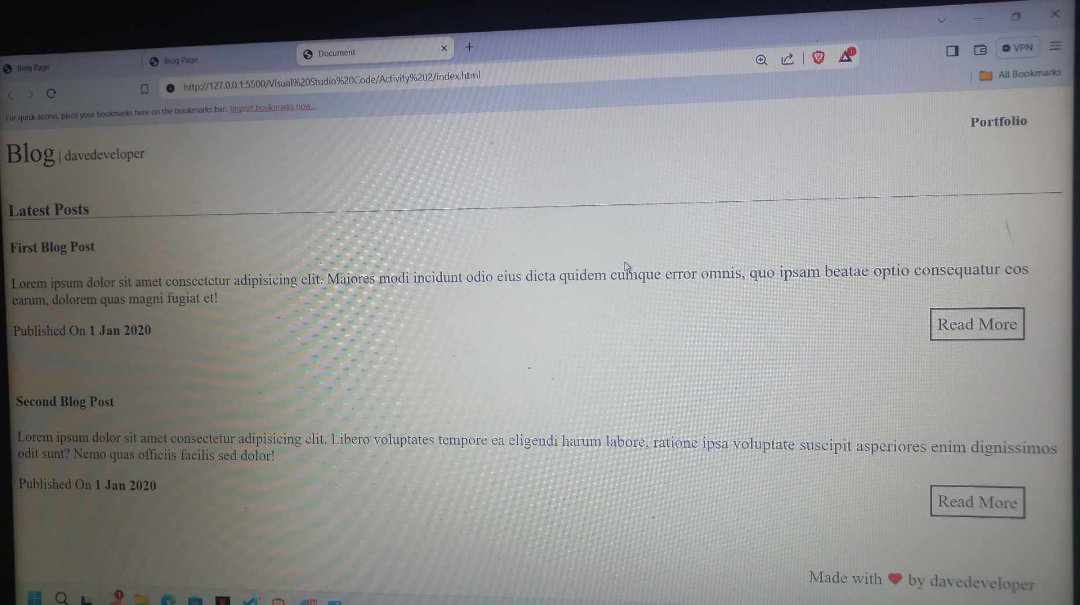 Blog Page
Blog Page
Document
http://127.0.0.1:5500/Visual%20Studio%20Code/Activity%2U2/index.html
VPN
For quick access, place your bookmarks here on the bookmarks bar. Import bookmarks now...
All Bookmarks
Portfolio
Blog | davedeveloper
Latest Posts
First Blog Post
Lorem ipsum dolor sit amet consectetur adipisicing elit. Maiores modi incidunt odio eius dicta quidem cumque error omnis, quo ipsam beatae optio consequatur cos
earum, dolorem quas magni fugiat et!
Published On 1 Jan 2020
Read More
Second Blog Post
Lorem ipsum dolor sit amet consectetur adipisicing elit. Libero voluptates tempore ea eligendi harum labore, ratione ipsa voluptate suscipit asperiores enim dignissimos
odit sunt? Nemo quas officiis facilis sed dolor!
Published On 1 Jan 2020
Read More
Made with ❤ by davedeveloper